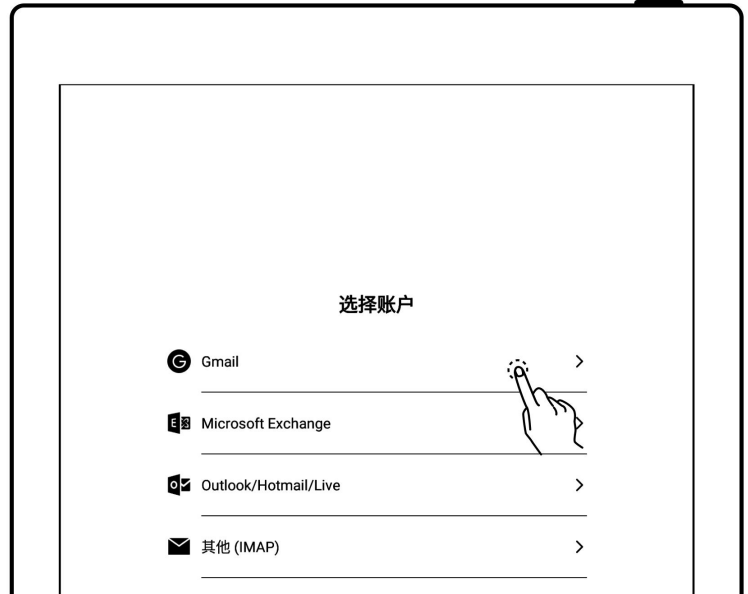 选择账户
Gmail
Microsoft Exchange
Outlook/Hotmail/Live
其他 (IMAP)